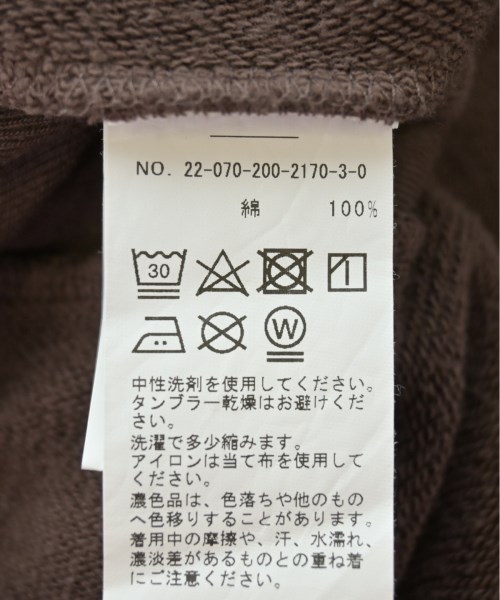 NO. 22-070-200-2170-3-0
綿 100%
30
W
中性洗剤を使用してください。
タンブラー乾燥はお避けくだ
さい。
洗濯で多少縮みます。
アイロンは当て布を使用して
ください。
濃色品は、色落ちや他のもの
へ色移りすることがあります。
着用中の摩擦や、汗、水濡れ、
濃淡差があるものとの重ね着
にご注意ください。